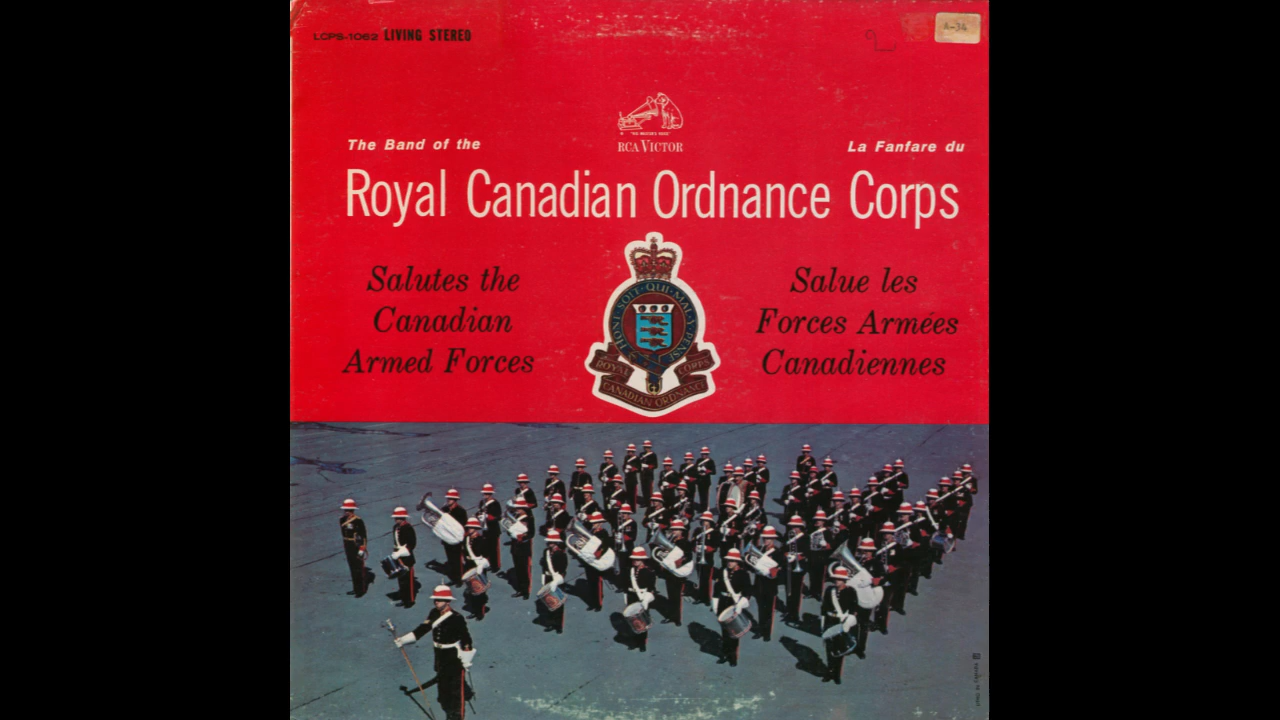 LCPS-1062 LIVING STEREO
A-34
"HIS MASTER'S VOICE"
RCA VICTOR
The Band of the
La Fanfare du
Royal Canadian Ordnance Corps
Salutes the
Canadian
Armed Forces
Salue les
Forces Armées
Canadiennes
HONI·SOIT·QUI·MAL·Y·PENSE
ROYAL CORPS
CANADIAN ORDNANCE